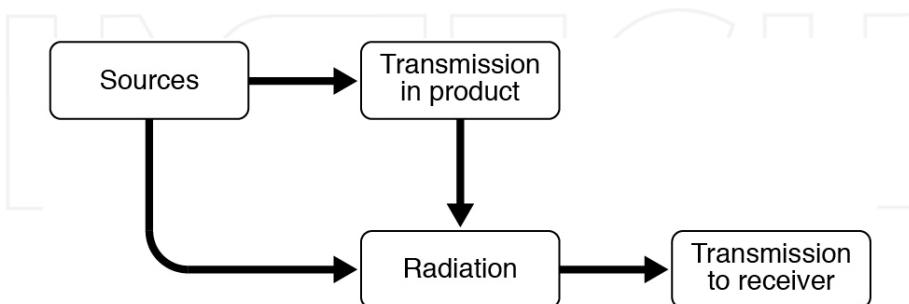 Sources
Transmission
in product
Radiation
Transmission
to receiver